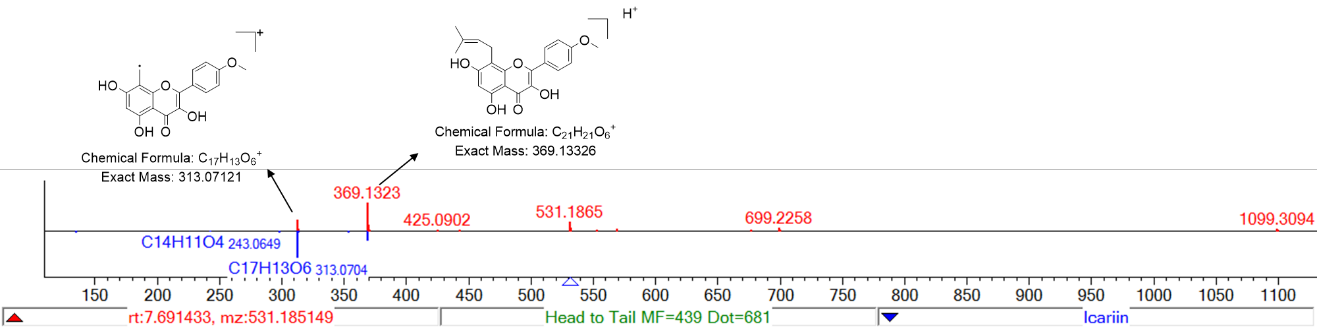 +
H+
HO
O
O
OH
OH
O
HO
O
O
OH
OH
O
Chemical Formula: C17H13O6+
Exact Mass: 313.07121
Chemical Formula: C21H21O6+
Exact Mass: 369.13326
369.1323
425.0902
531.1865
699.2258
1099.3094
C14H11O4 243.0649
C17H13O6 313.0704
150 200 250 300 350 400 450 500 550 600 650 700 750 800 850 900 950 1000 1050 1100
rt:7.691433, mz:531.185149
Head to Tail MF=439 Dot=681
Icariin